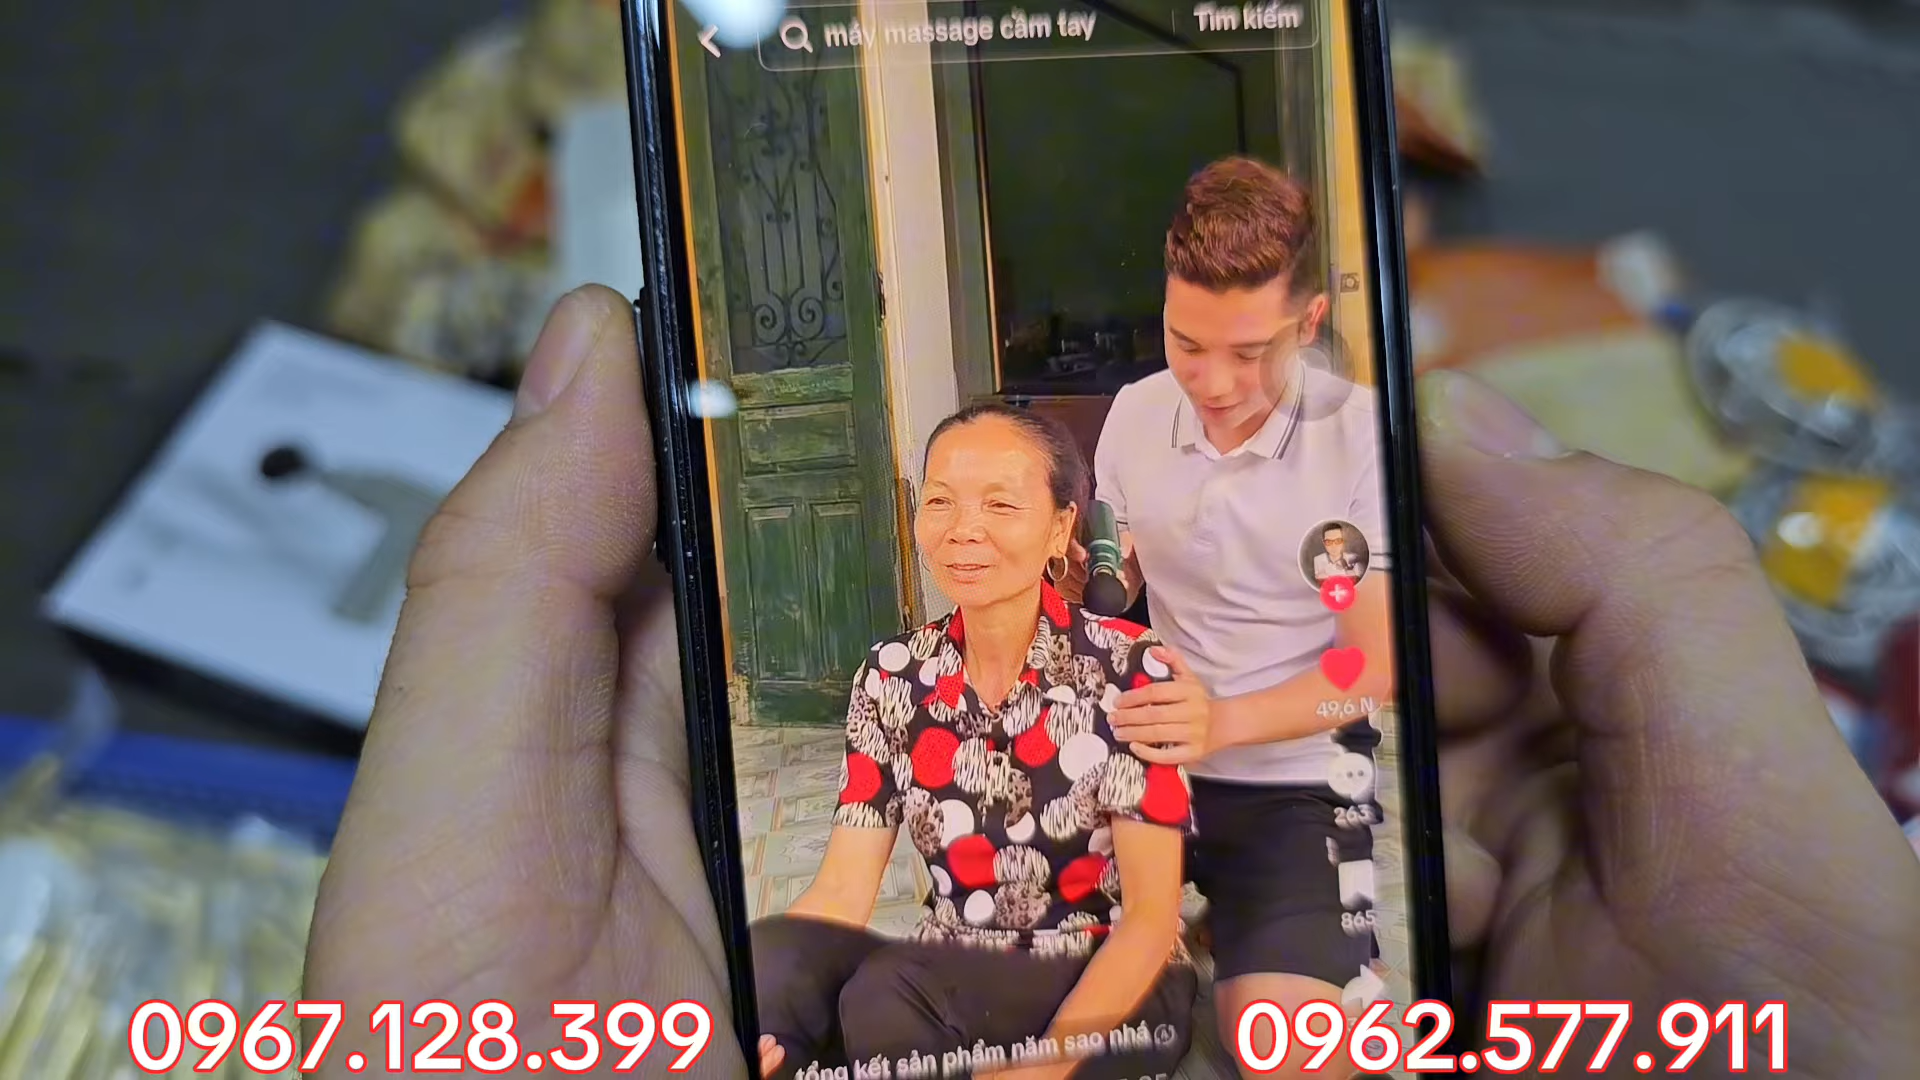 máy massage cầm tay
Tìm kiếm
49,6 N
263
865
tổng kết sản phẩm năm sao nhá
0967.128.399
0962.577.911